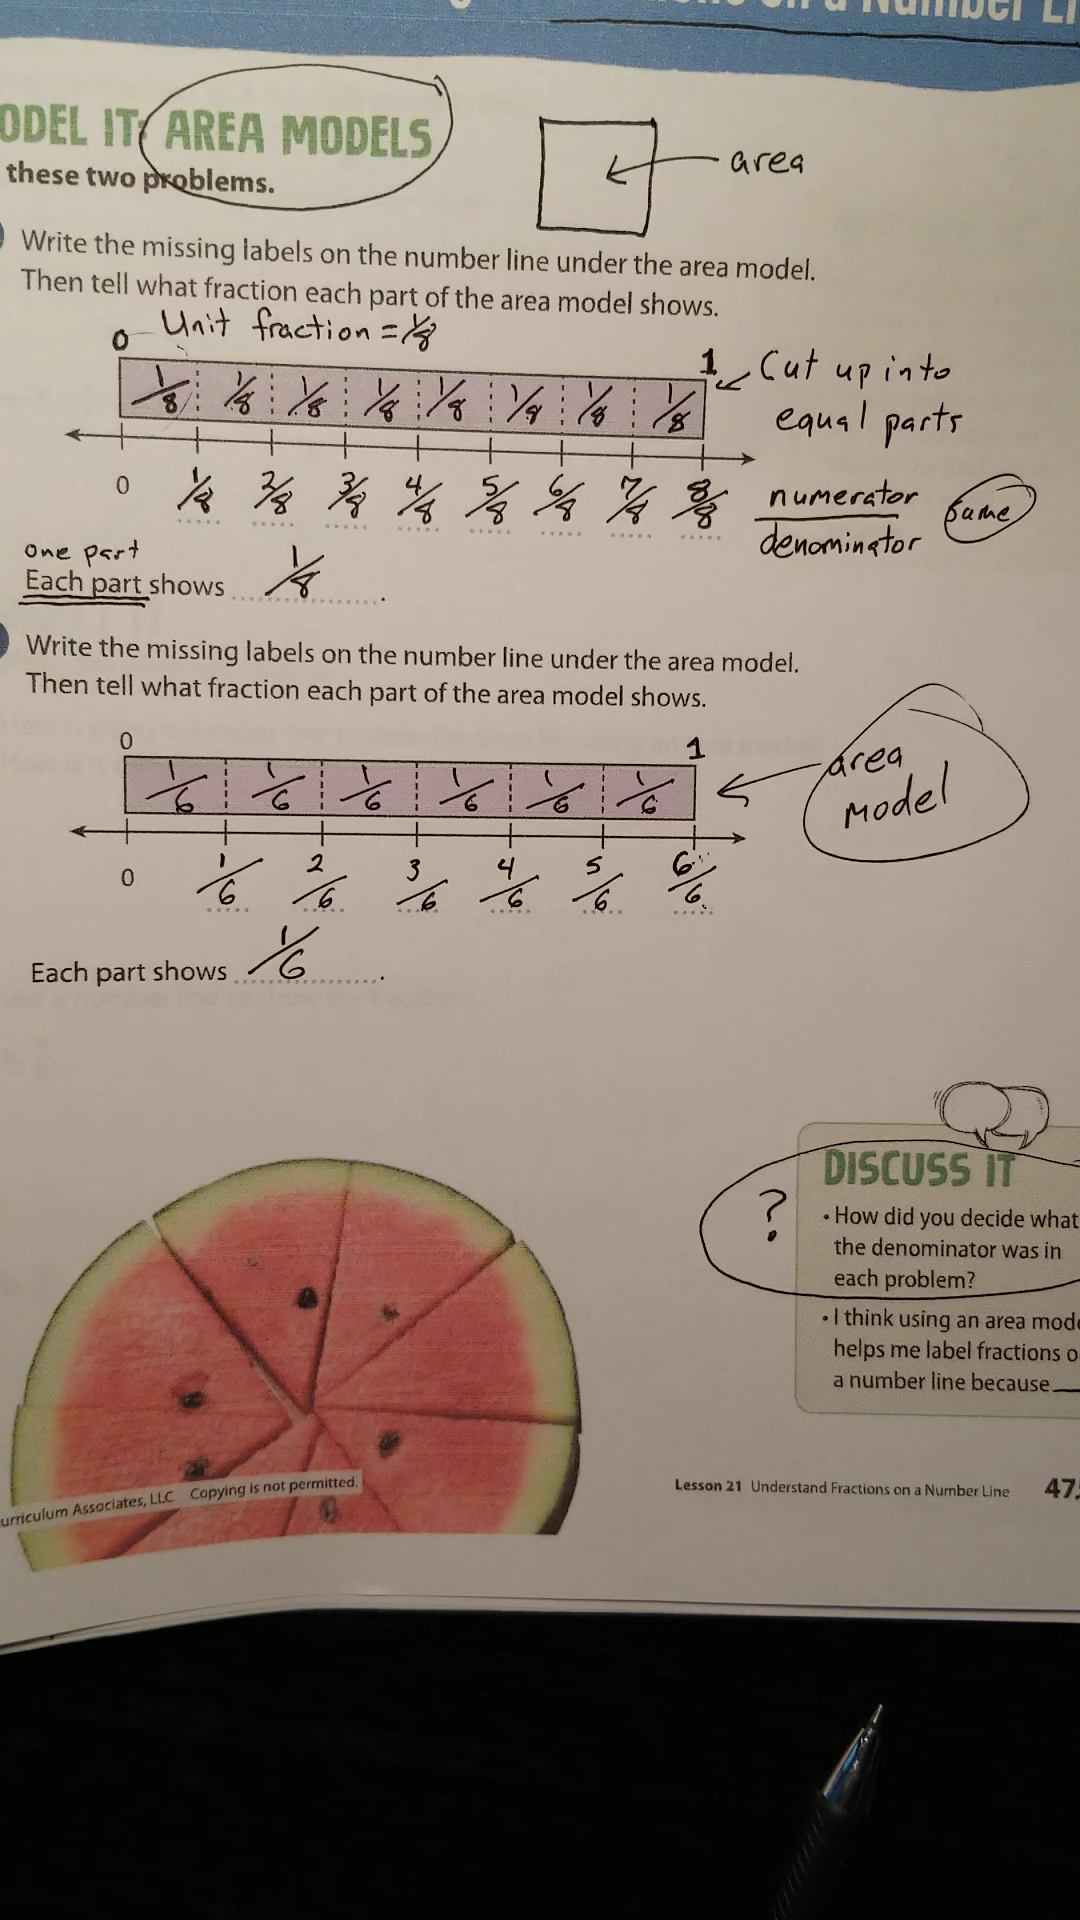 on a Number Li
ODEL IT: AREA MODELS
these two problems.
area
Write the missing labels on the number line under the area model.
Then tell what fraction each part of the area model shows.
Unit fraction = 1/8
0
1
Cut up into
equal parts
1/8 1/8 1/8 1/8 1/8 1/8 1/8 1/8
0 1/8 2/8 3/8 4/8 5/8 6/8 7/8 8/8
numerator
denominator
same
one part
Each part shows 1/8.
Write the missing labels on the number line under the area model.
Then tell what fraction each part of the area model shows.
0
1
1/6 1/6 1/6 1/6 1/6 1/6
area
model
0 1/6 2/6 3/6 4/6 5/6 6/6
Each part shows 1/6.
DISCUSS IT
?
• How did you decide what
the denominator was in
each problem?
• I think using an area mode
helps me label fractions o
a number line because
urriculum Associates, LLC Copying is not permitted.
Lesson 21 Understand Fractions on a Number Line
47